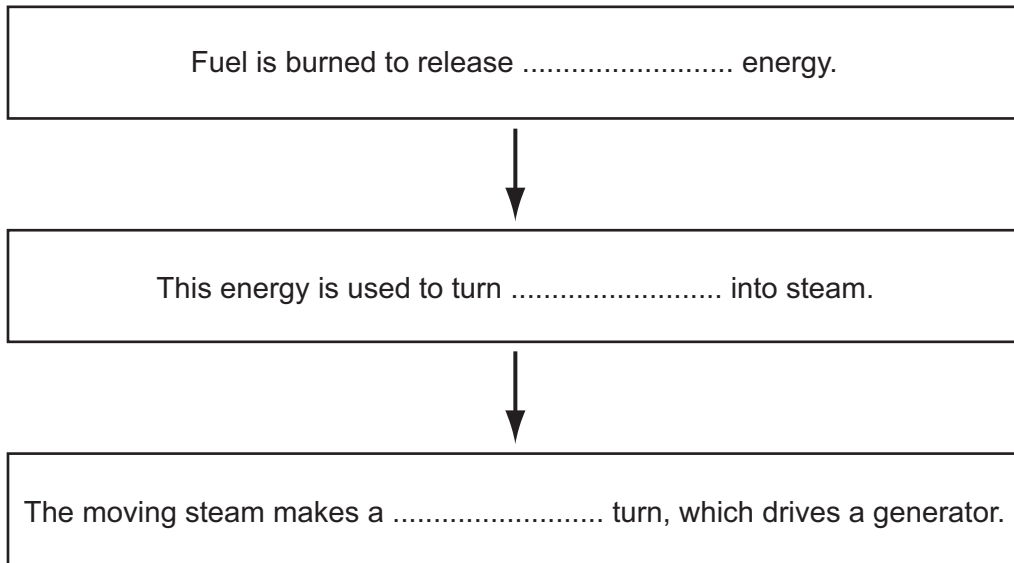 Fuel is burned to release .......................... energy.
This energy is used to turn .......................... into steam.
The moving steam makes a .......................... turn, which drives a generator.